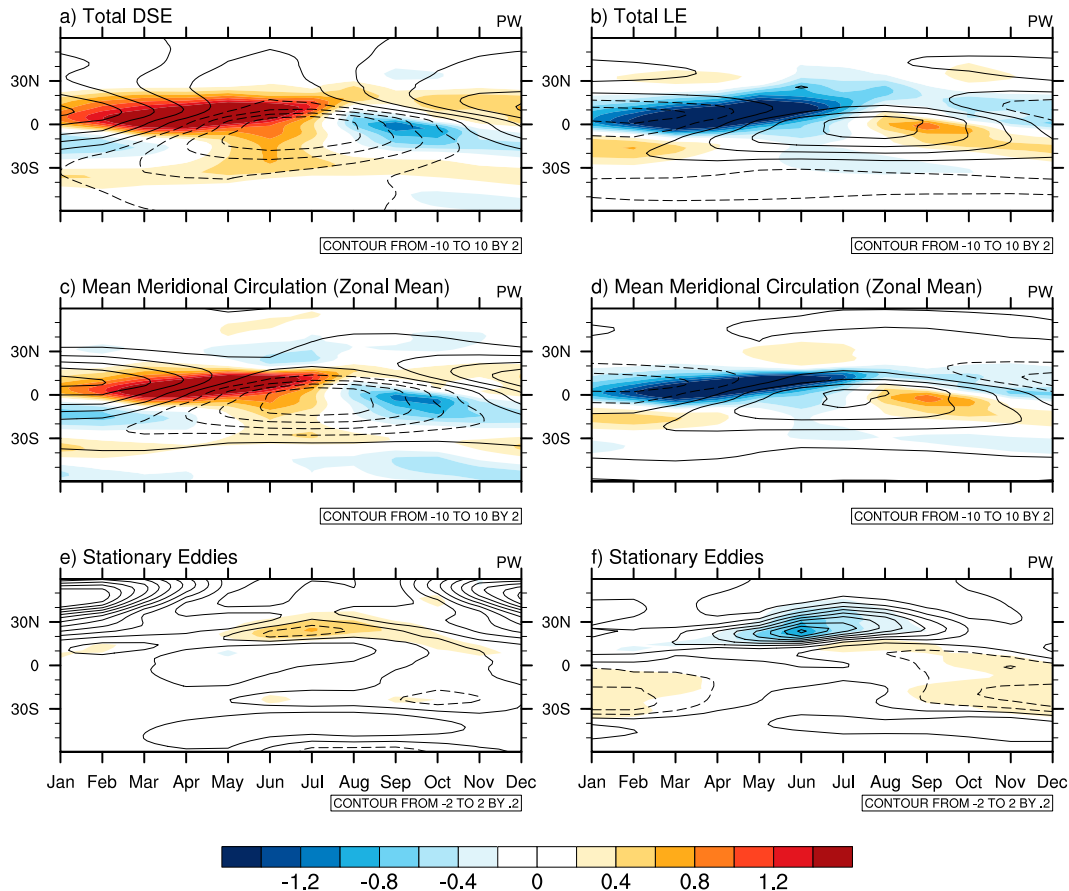 a) Total DSE PW
b) Total LE PW
30N
0
30S
30N
0
30S
CONTOUR FROM -10 TO 10 BY 2
CONTOUR FROM -10 TO 10 BY 2
c) Mean Meridional Circulation (Zonal Mean) PW
d) Mean Meridional Circulation (Zonal Mean) PW
30N
0
30S
30N
0
30S
CONTOUR FROM -10 TO 10 BY 2
CONTOUR FROM -10 TO 10 BY 2
e) Stationary Eddies PW
f) Stationary Eddies PW
30N
0
30S
30N
0
30S
Jan Feb Mar Apr May Jun Jul Aug Sep Oct Nov Dec
Jan Feb Mar Apr May Jun Jul Aug Sep Oct Nov Dec
CONTOUR FROM -2 TO 2 BY .2
CONTOUR FROM -2 TO 2 BY .2
-1.2 -0.8 -0.4 0 0.4 0.8 1.2